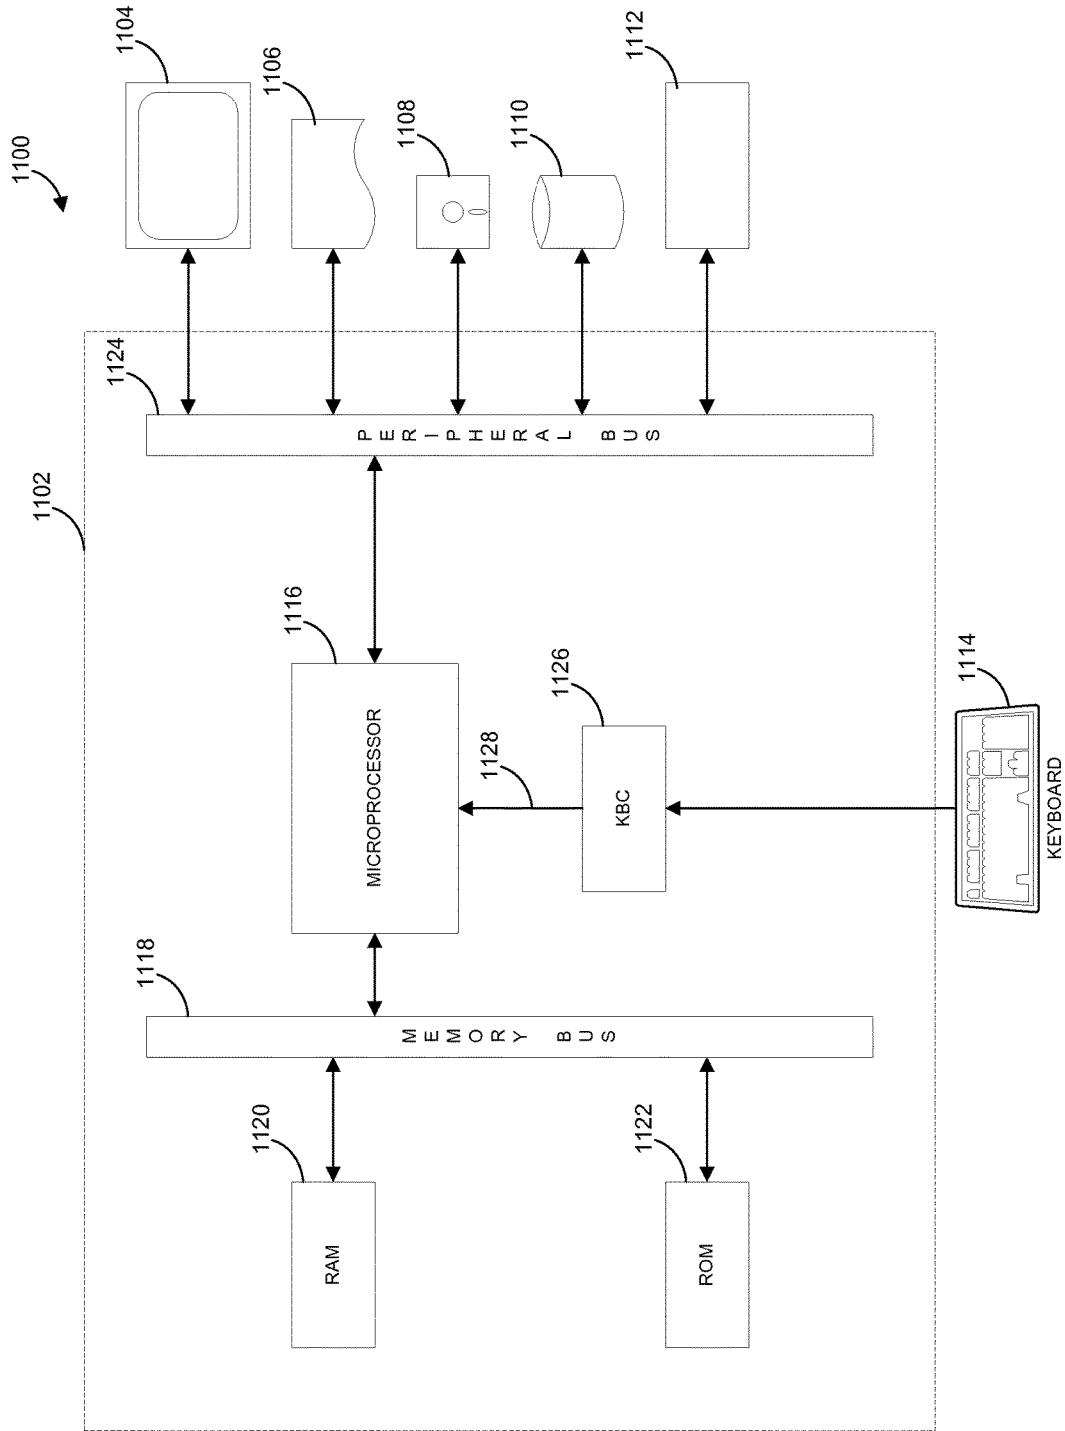 1100
1104
1106
1108
1110
1112
1102
1124
PERIPHERAL BUS
1116
MICROPROCESSOR
1126
KBC
1128
1114
KEYBOARD
1118
MEMORY BUS
1120
RAM
1122
ROM